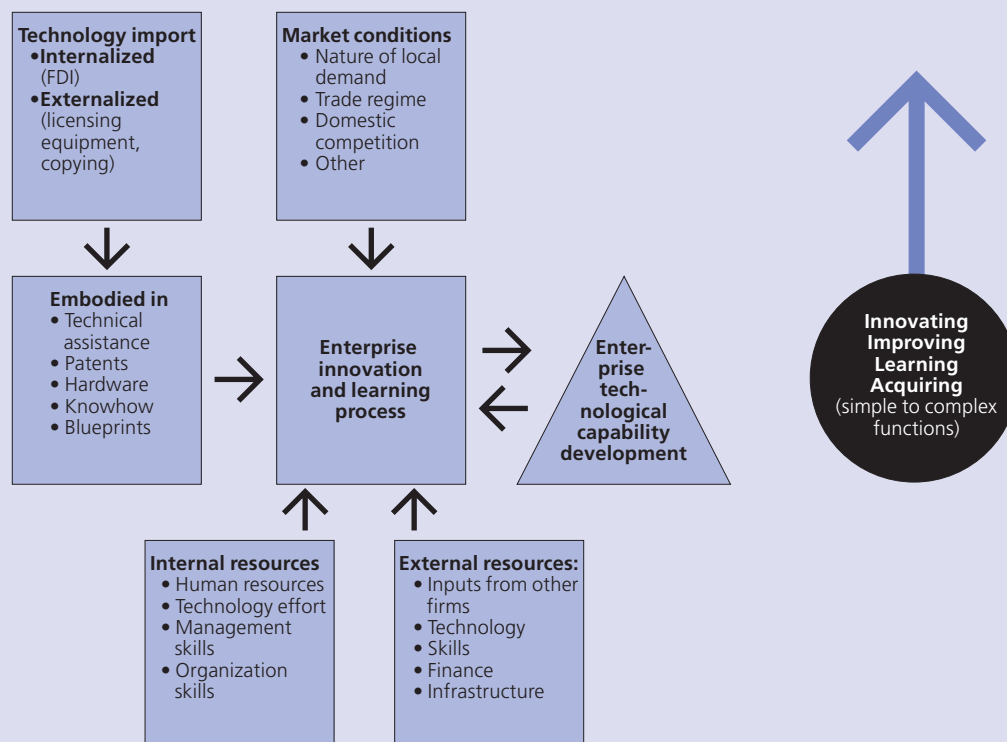 Technology import
•Internalized
(FDI)
•Externalized
(licensing
equipment,
copying)
Market conditions
• Nature of local
demand
• Trade regime
• Domestic
competition
• Other
Embodied in
• Technical
assistance
• Patents
• Hardware
• Knowhow
• Blueprints
Enterprise
innovation
and learning
process
Enter-
prise
tech-
nological
capability
development
Innovating
Improving
Learning
Acquiring
(simple to complex
functions)
Internal resources
• Human resources
• Technology effort
• Management
skills
• Organization
skills
External resources:
• Inputs from other
firms
• Technology
• Skills
• Finance
• Infrastructure